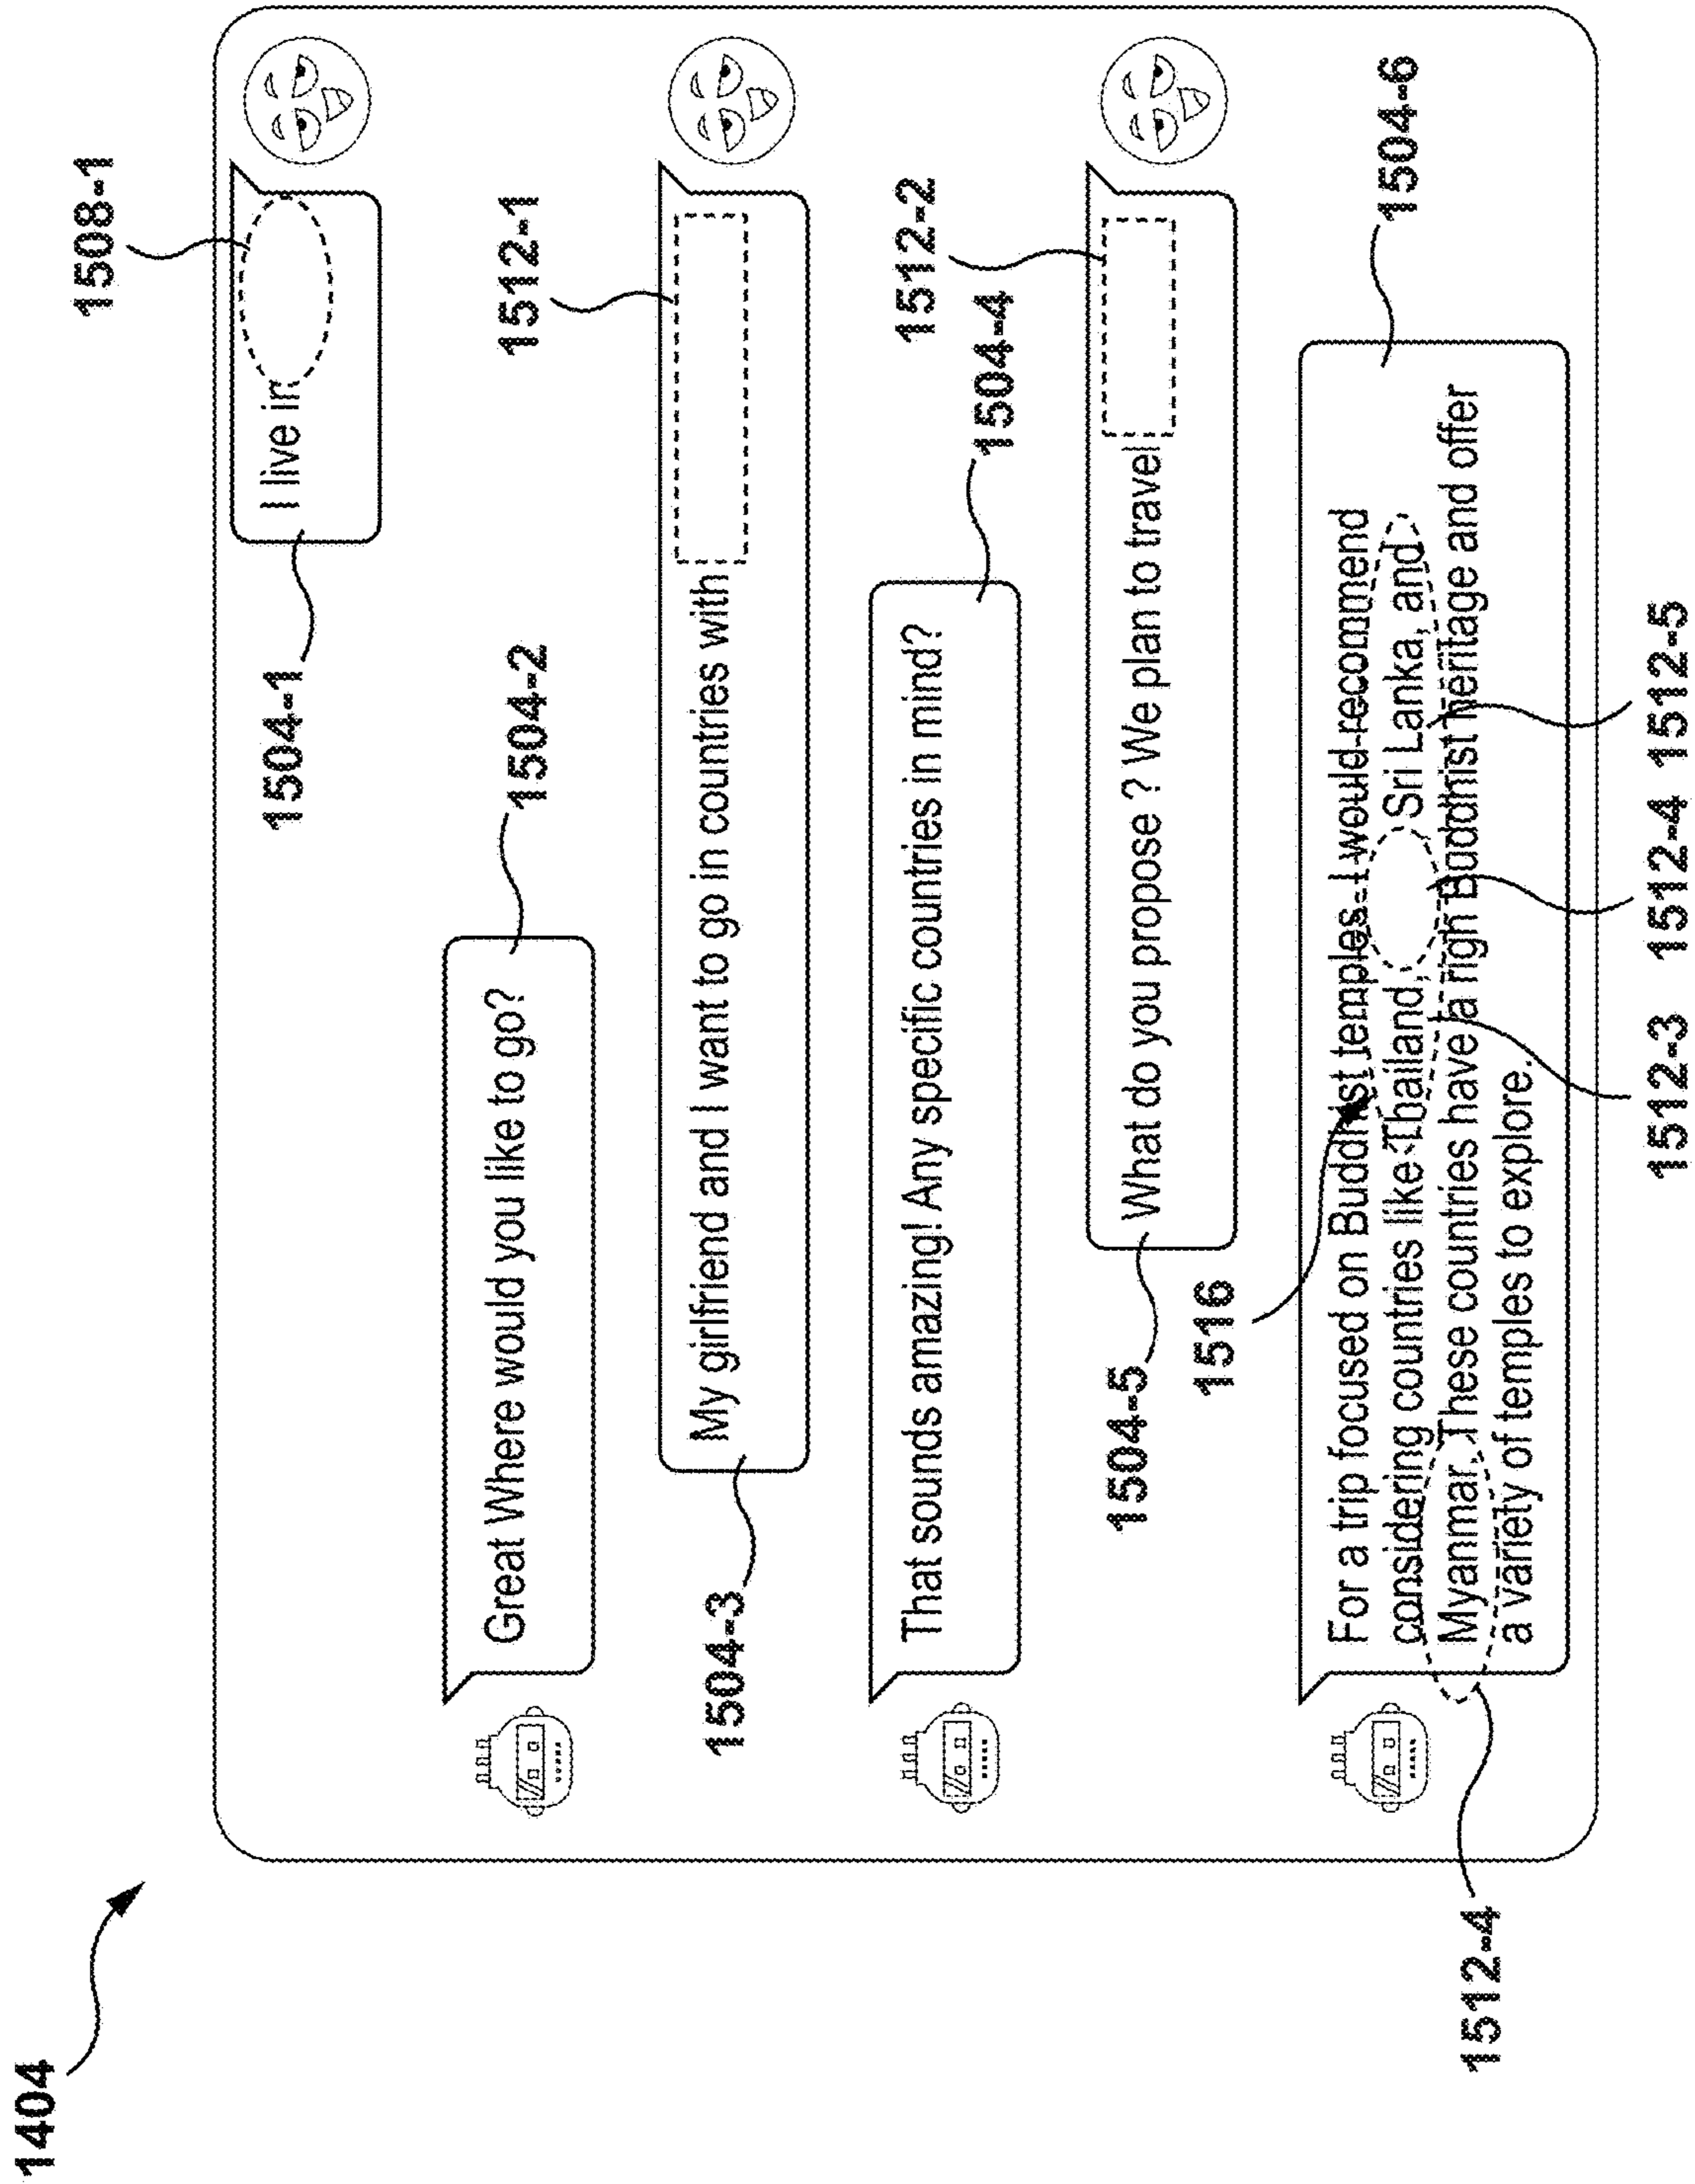 1404
1508-1
I live in
1504-1
1504-2
Great Where would you like to go?
1512-1
My girlfriend and I want to go in countries with
1504-3
1512-2
1504-4
That sounds amazing! Any specific countries in mind?
What do you propose ? We plan to travel
1504-5
1516
1504-6
For a trip focused on Buddhist temples I would recommend
considering countries like Thailand, Sri Lanka, and
Myanmar. These countries have a righ Buddhist heritage and offer
a variety of temples to explore.
1512-4
1512-3
1512-4
1512-5